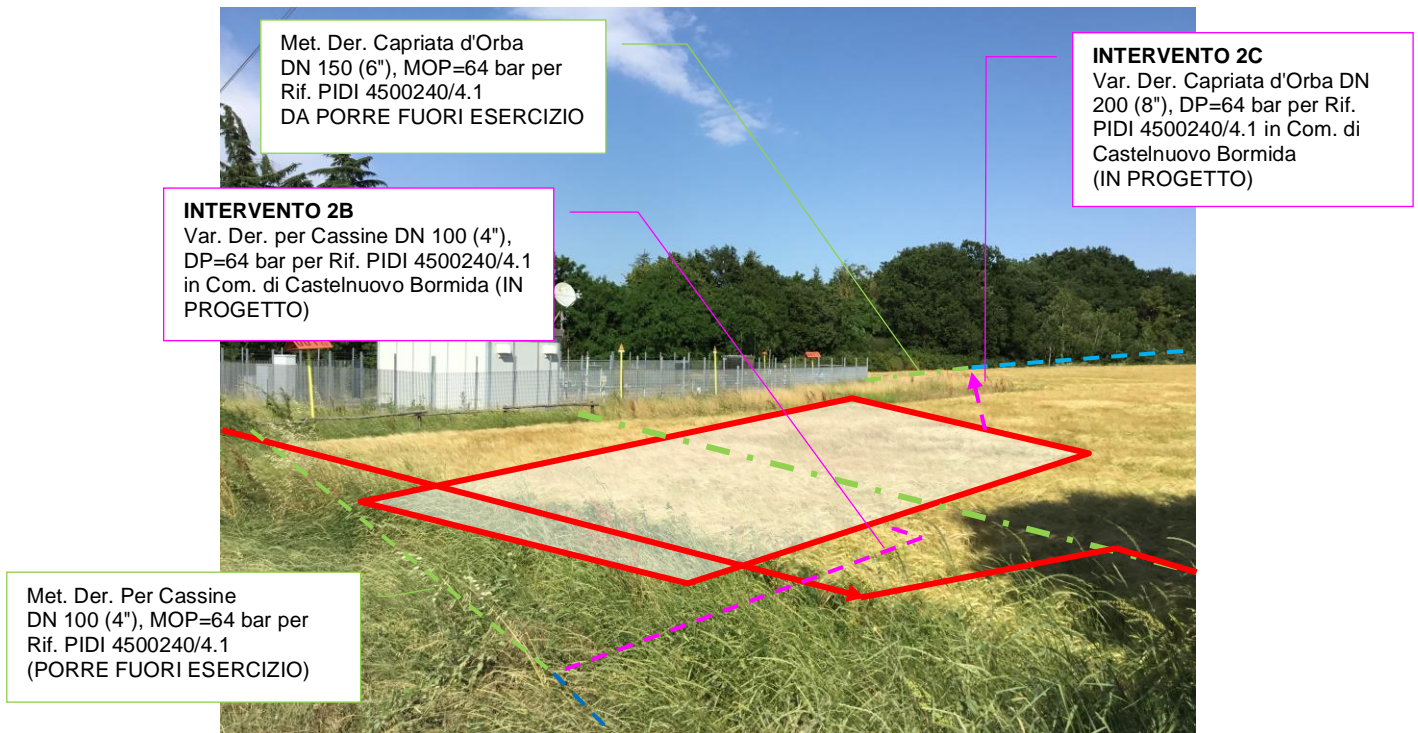 Met. Der. Capriata d'Orba
DN 150 (6"), MOP=64 bar per
Rif. PIDI 4500240/4.1
DA PORRE FUORI ESERCIZIO
INTERVENTO 2C
Var. Der. Capriata d'Orba DN
200 (8"), DP=64 bar per Rif.
PIDI 4500240/4.1 in Com. di
Castelnuovo Bormida
(IN PROGETTO)
INTERVENTO 2B
Var. Der. per Cassine DN 100 (4"),
DP=64 bar per Rif. PIDI 4500240/4.1
in Com. di Castelnuovo Bormida (IN
PROGETTO)
Met. Der. Per Cassine
DN 100 (4"), MOP=64 bar per
Rif. PIDI 4500240/4.1
(PORRE FUORI ESERCIZIO)